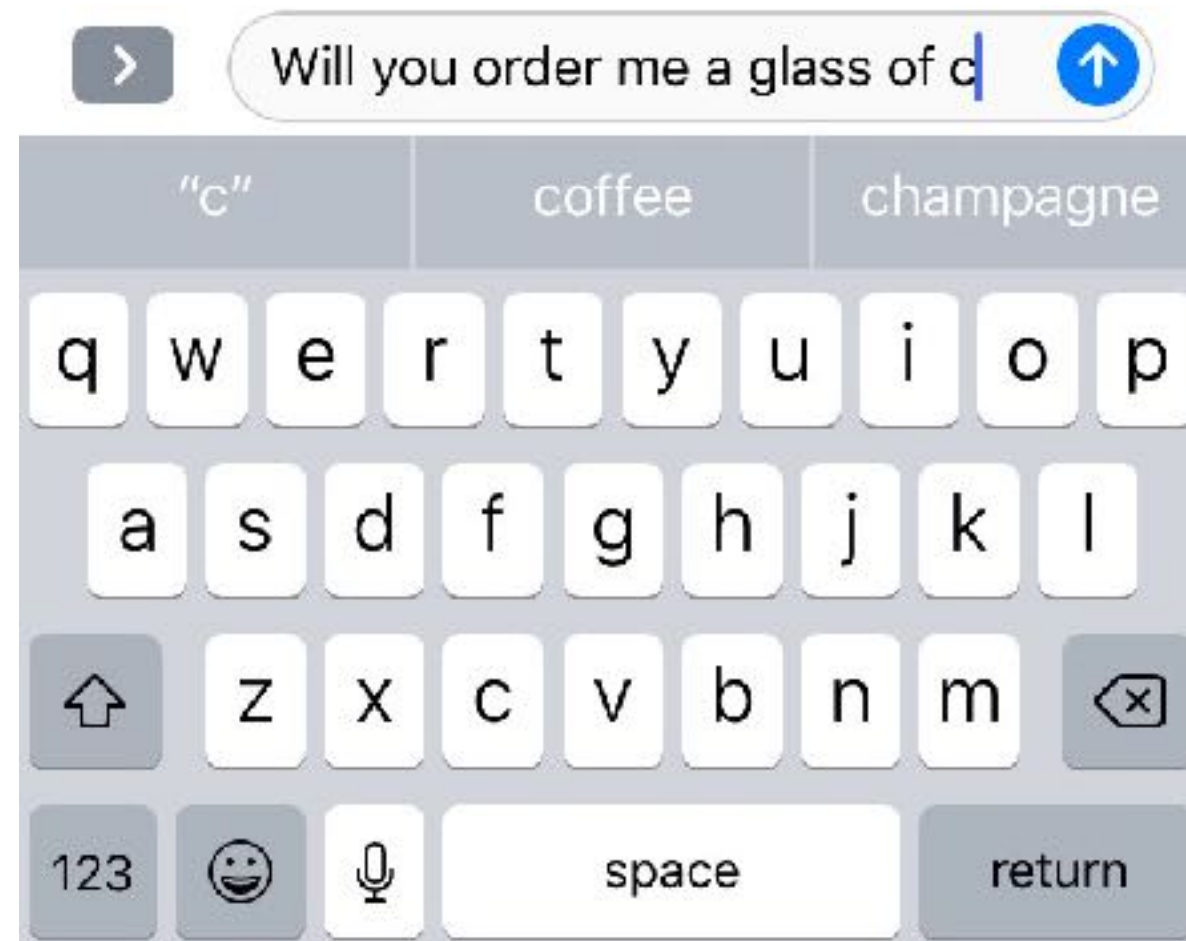 Will you order me a glass of c
"c" coffee champagne
q w e r t y u i o p
a s d f g h j k l
z x c v b n m
123 space return